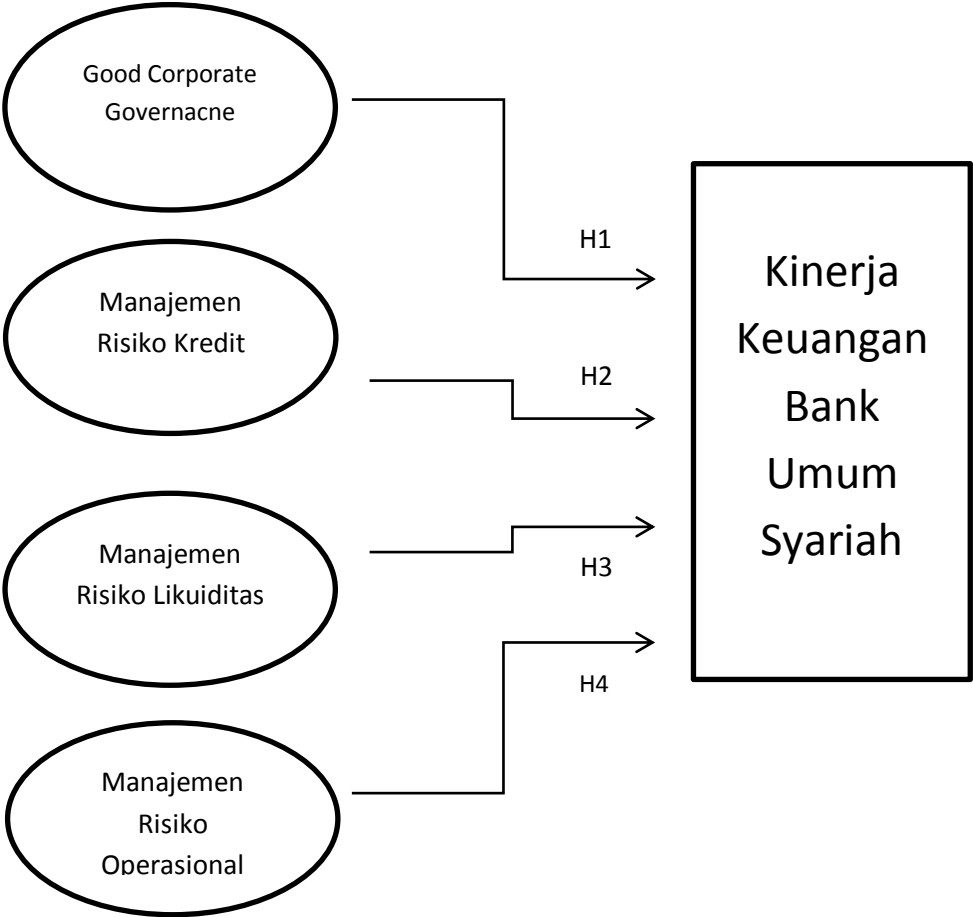 Good Corporate
Governacne
H1
Manajemen
Risiko Kredit
H2
Manajemen
Risiko Likuiditas
H3
Manajemen
Risiko
Operasional
H4
Kinerja
Keuangan
Bank
Umum
Syariah